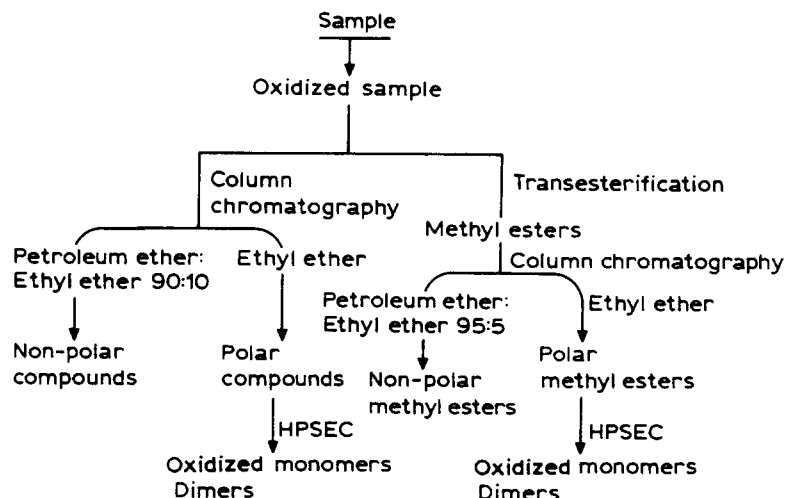 Sample
Oxidized sample
Column
chromatography
Transesterification
Methyl esters
Petroleum ether:
Ethyl ether 90:10
Ethyl ether
Column chromatography
Petroleum ether:
Ethyl ether 95:5
Ethyl ether
Non-polar
compounds
Polar
compounds
Non-polar
methyl esters
Polar
methyl esters
HPSEC
HPSEC
Oxidized monomers
Dimers
Oxidized monomers
Dimers